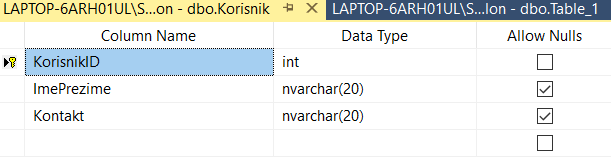 LAPTOP-6ARH01UL\S...on - dbo.Korisnik LAPTOP-6ARH01UL\S...lon - dbo.Table_1
Column Name Data Type Allow Nulls
KorisnikID int
ImePrezime nvarchar(20)
Kontakt nvarchar(20)